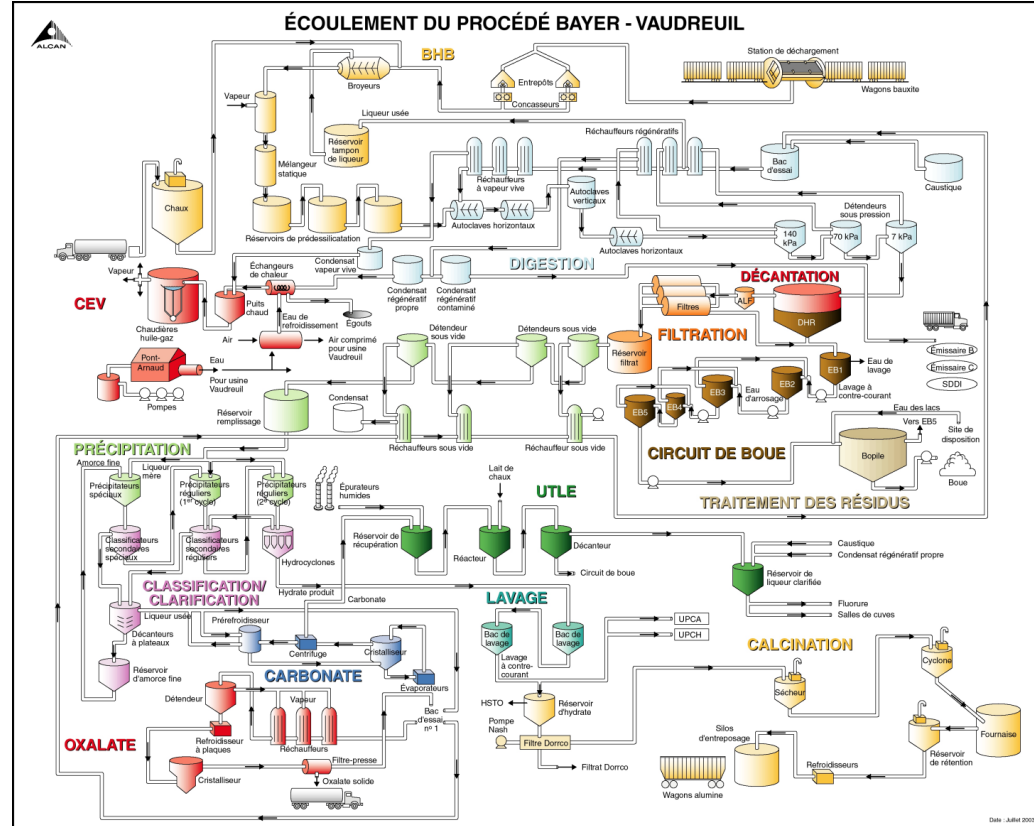 ÉCOULEMENT DU PROCÉDÉ BAYER - VAUDREUIL
ALCAN
BHB
Broyeurs
Entrepôts
Concasseurs
Station de déchargement
Wagons bauxite
Vapeur
Liqueur usée
Réservoir
tampon
de liqueur
Mélangeur
statique
Chaux
Réservoirs de prédessilicatation
Réchauffeurs
à vapeur vive
Réchauffeurs régénératifs
Bac
d'essai
Caustique
Autoclaves horizontaux
Autoclaves
verticaux
Autoclaves horizontaux
Détendeurs
sous pression
140
kPa
70 kPa
7 kPa
DIGESTION
Condensat
vapeur vive
Condensat
régénératif
propre
Condensat
régénératif
contaminé
Vapeur
CEV
Chaudières
huile-gaz
Puits
chaud
Échangeurs
de chaleur
Eau de
refroidissement
Égouts
Air
Air comprimé
pour usine
Vaudreuil
Pont-
Arnaud
Eau
Pour usine
Vaudreuil
Pompes
DÉCANTATION
Filtres
ALF
DHR
FILTRATION
Réservoir
filtrat
Émissaire B
Émissaire C
SDDI
EB1
EB2
EB3
EB4
EB5
Eau de
lavage
Lavage à
contre-courant
Eau
d'arrosage
CIRCUIT DE BOUE
Eau des lacs
Vers EB5
Site de
disposition
Bopile
Boue
TRAITEMENT DES RÉSIDUS
Détendeur
sous vide
Détendeurs sous vide
Réservoir
remplissage
Condensat
Réchauffeurs sous vide
Réchauffeur sous vide
PRÉCIPITATION
Amorce fine
Liqueur
mère
Précipitateurs
spéciaux
Précipitateurs
réguliers
(1er cycle)
Précipitateurs
réguliers
(2e cycle)
Classificateurs
secondaires
spéciaux
Classificateurs
secondaires
réguliers
Hydrocyclones
CLASSIFICATION/
CLARIFICATION
Hydrate produit
Liqueur usée
Décanteurs
à plateaux
Réservoir
d'amorce fine
Épurateurs
humides
Lait de
chaux
UTLE
Réservoir de
récupération
Réacteur
Décanteur
Circuit de boue
Caustique
Condensat régénératif propre
Réservoir de
liqueur clarifiée
Fluorure
Salles de cuves
Carbonate
Prérefroidisseur
Centrifuge
Cristalliseur
Évaporateurs
CARBONATE
LAVAGE
Bac de
lavage
Bac de
lavage
Lavage
à contre-
courant
UPCA
UPCH
HSTO
Réservoir
d'hydrate
Pompe
Nash
Filtre Dorrco
Filtrat Dorrco
OXALATE
Détendeur
Vapeur
Refroidisseur
à plaques
Réchauffeurs
Bac
d'essai
nº 1
Cristalliseur
Filtre-presse
Oxalate solide
CALCINATION
Sécheur
Cyclone
Fournaise
Réservoir
de rétention
Refroidisseurs
Silos
d'entreposage
Wagons alumine
Date : Juillet 2003